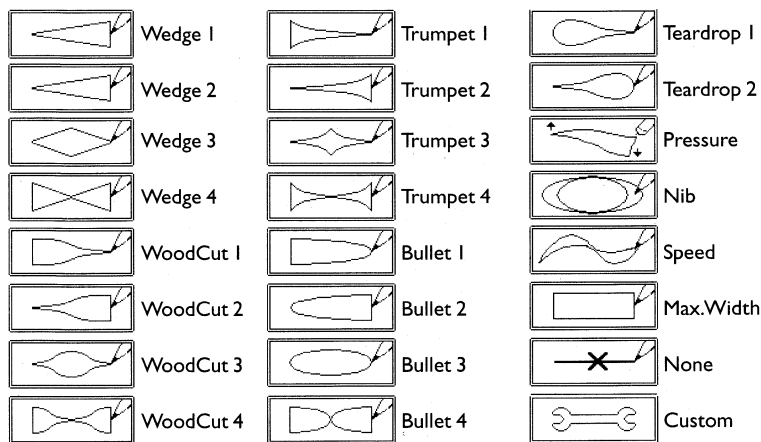 Wedge 1
Wedge 2
Wedge 3
Wedge 4
WoodCut 1
WoodCut 2
WoodCut 3
WoodCut 4
Trumpet 1
Trumpet 2
Trumpet 3
Trumpet 4
Bullet 1
Bullet 2
Bullet 3
Bullet 4
Teardrop 1
Teardrop 2
Pressure
Nib
Speed
Max.Width
None
Custom